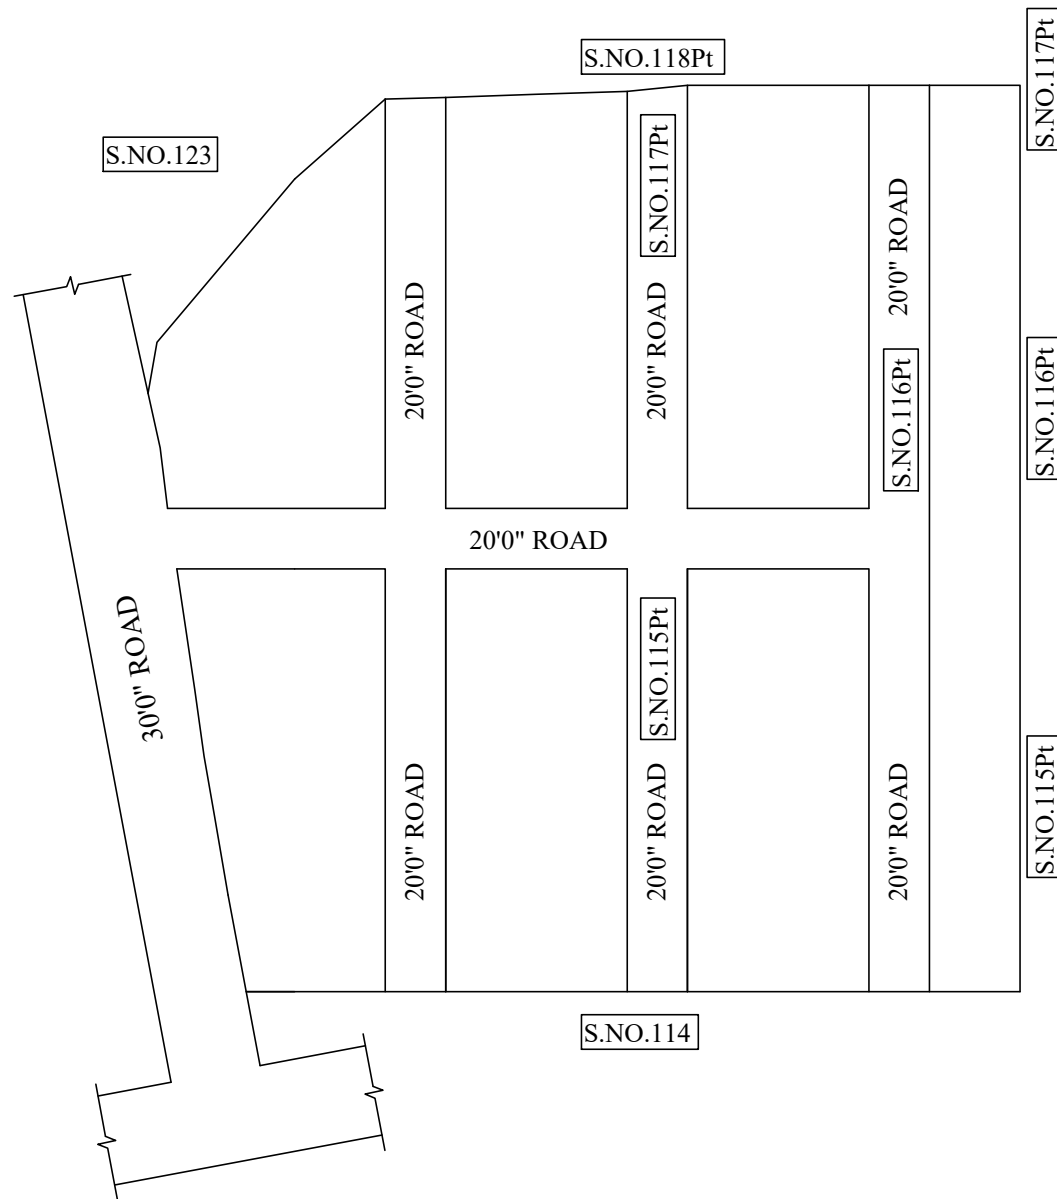 S.NO.118Pt
S.NO.117Pt
S.NO.123
S.NO.117Pt
20'0" ROAD
20'0" ROAD
20'0" ROAD
S.NO.116Pt
S.NO.116Pt
20'0" ROAD
30'0" ROAD
S.NO.115Pt
20'0" ROAD
20'0" ROAD
20'0" ROAD
S.NO.115Pt
S.NO.114